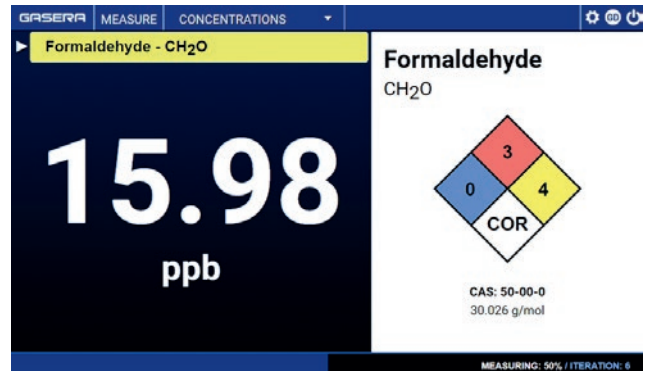 GASERA MEASURE CONCENTRATIONS
GD
Formaldehyde - CH₂O
15.98
ppb
Formaldehyde
CH₂O
3
0 4
COR
CAS: 50-00-0
30.026 g/mol
MEASURING: 50% / ITERATION: 6